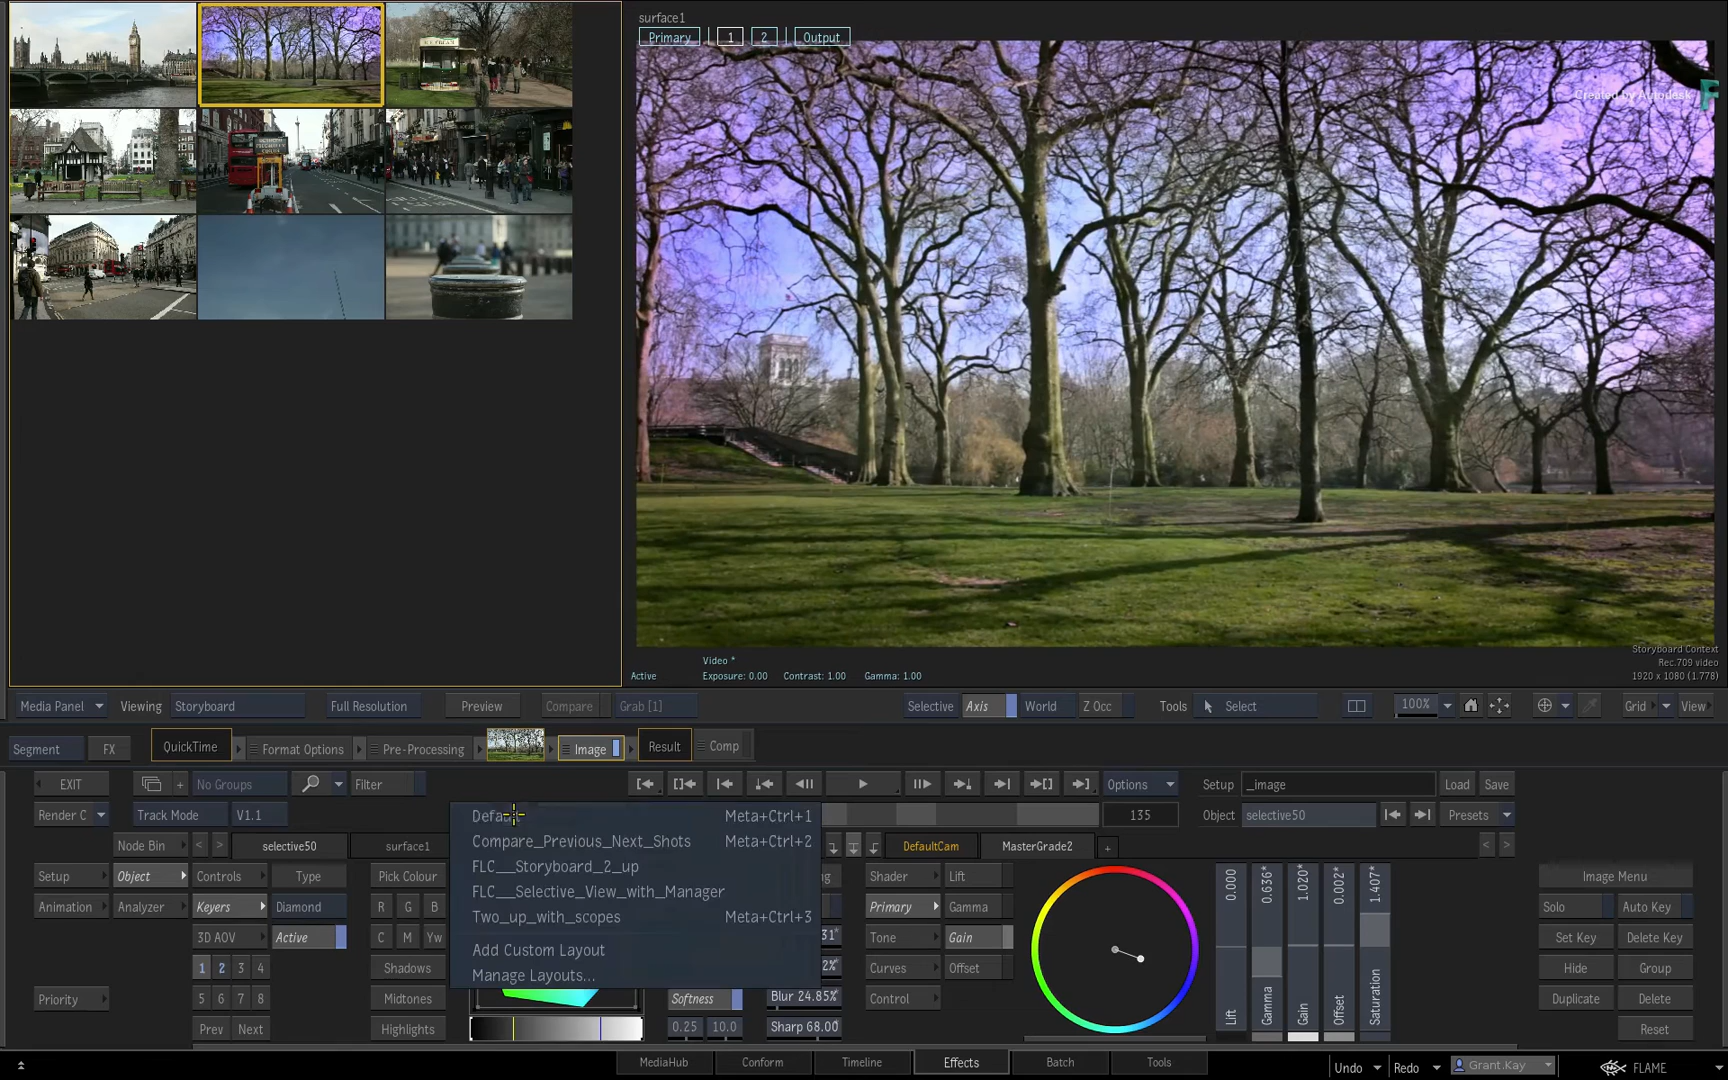 surface1
Primary 1 2 Output
Created by Autodesk
Storyboard Context
Video * Rec.709 video
Active Exposure: 0.00 Contrast: 1.00 Gamma: 1.00 1920 x 1080 (1.778)
Media Panel Viewing Storyboard Full Resolution Preview Compare Grab [1] Selective Axis World Z Occ Tools Select 100% Grid View
Segment FX QuickTime Format Options Pre-Processing Image Result Comp
EXIT + No Groups Filter Options Setup _image Load Save
Render C Track Mode V1.1 135 Object selective50 Presets
Default Meta+Ctrl+1
Compare_Previous_Next_Shots Meta+Ctrl+2
FLC__Storyboard_2_up
FLC__Selective_View_with_Manager
Two_up_with_scopes Meta+Ctrl+3
Add Custom Layout
Manage Layouts...
Node Bin < > selective50 surface1 DefaultCam MasterGrade2 + < >
Setup Object Controls Type Pick Colour Shader Lift Image Menu
Animation Analyzer Keyers Diamond R G B Primary Gamma Solo Auto Key
3D AOV Active C M Yw Tone Gain Set Key Delete Key
1 2 3 4 Shadows Curves Offset Hide Group
Priority 5 6 7 8 Midtones Softness Blur 24.85% Control Duplicate Delete
Prev Next Highlights 0.25 10.0 Sharp 68.00 Reset
Lift 0.000
Gamma 0.636*
Gain 1.020*
Offset 0.002*
Saturation 1.407*
MediaHub Conform Timeline Effects Batch Tools Undo Redo Grant.Kay FLAME